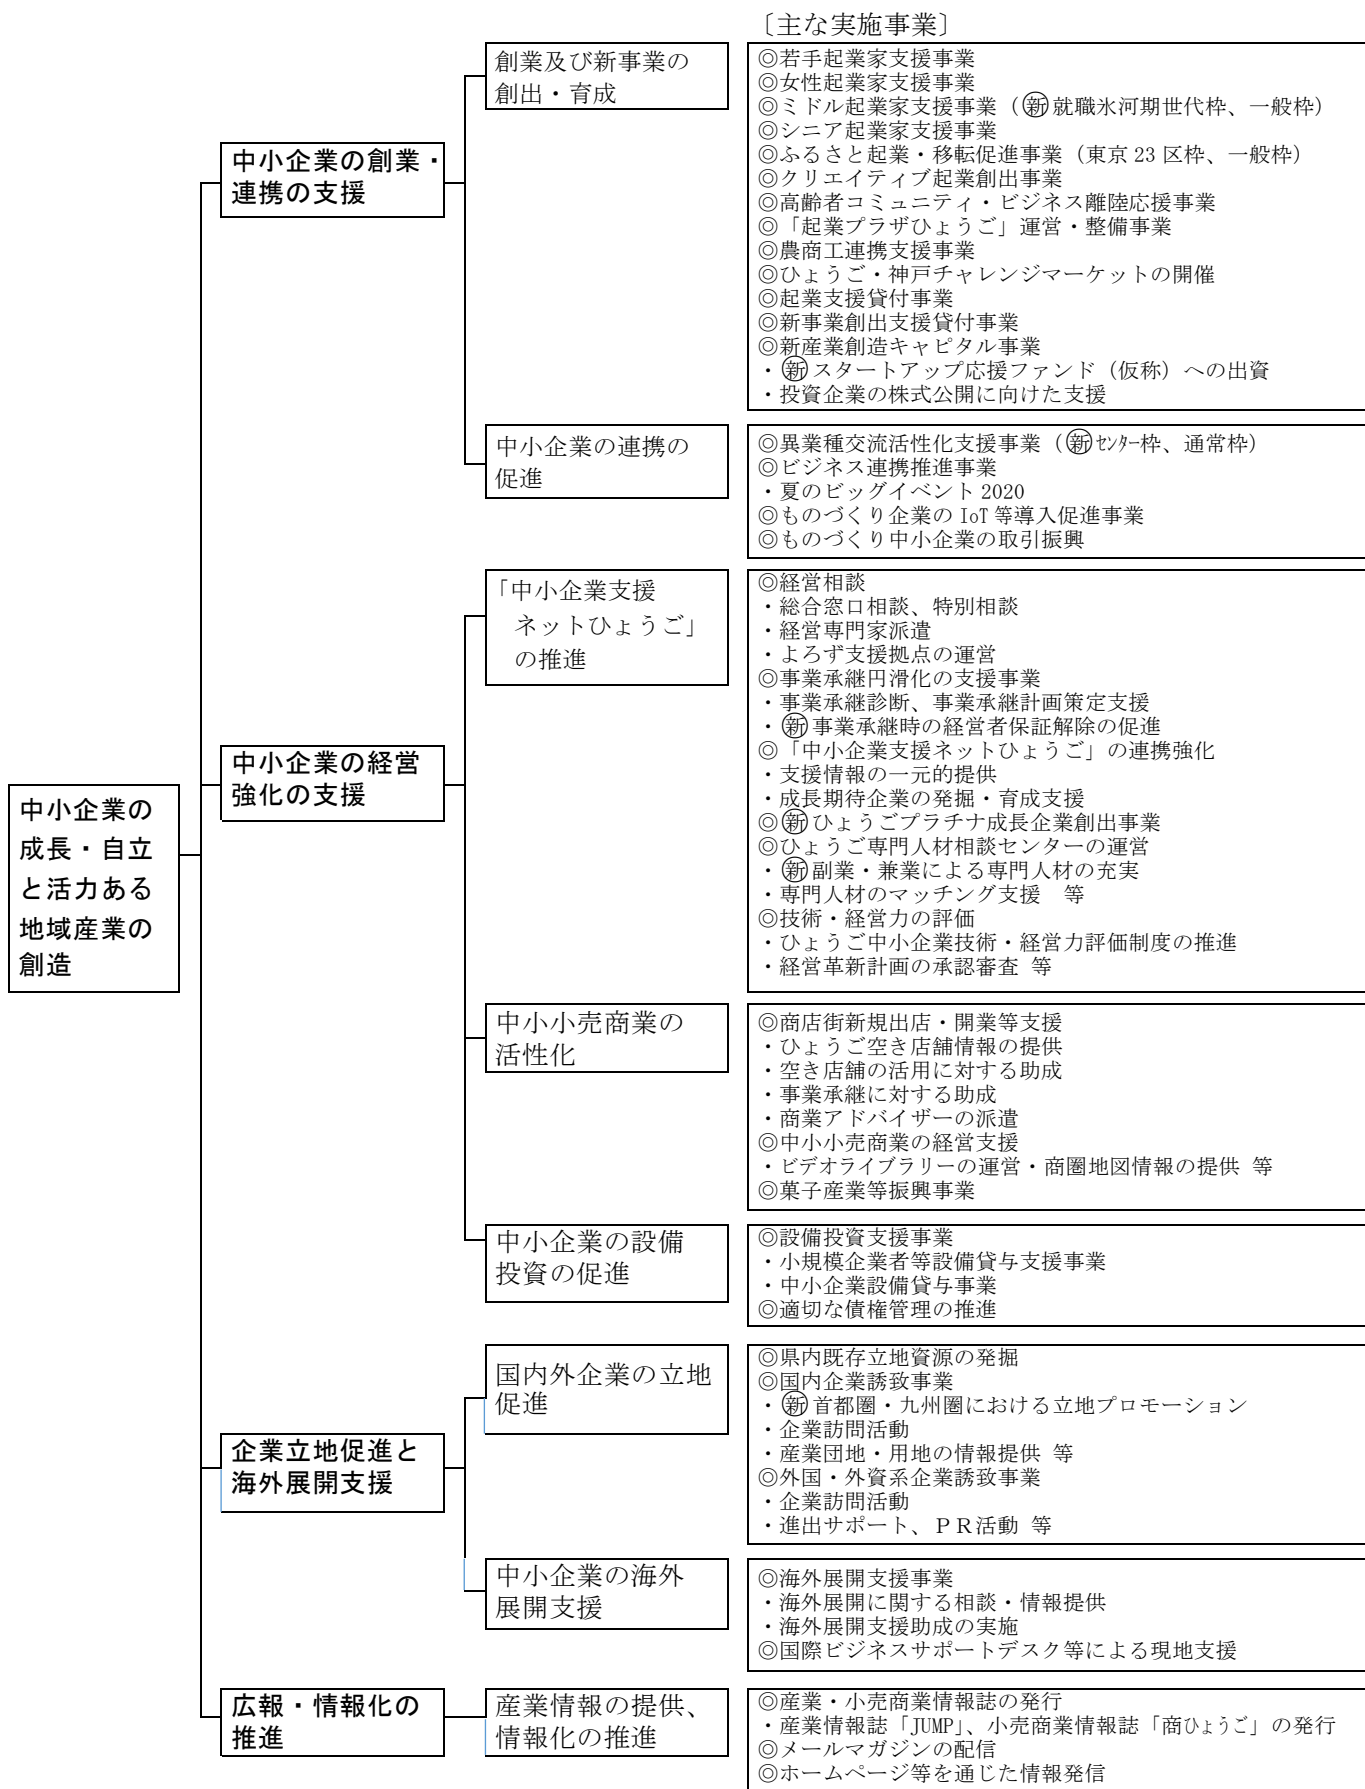 〔主な実施事業〕
中小企業の
成長・自立
と活力ある
地域産業の
創造
中小企業の創業・
連携の支援
創業及び新事業の
創出・育成
◎若手起業家支援事業
◎女性起業家支援事業
◎ミドル起業家支援事業（㊟新就職氷河期世代枠、一般枠）
◎シニア起業家支援事業
◎ふるさと起業・移転促進事業（東京 23 区枠、一般枠）
◎クリエイティブ起業創出事業
◎高齢者コミュニティ・ビジネス離陸応援事業
◎「起業プラザひょうご」運営・整備事業
◎農商工連携支援事業
◎ひょうご・神戸チャレンジマーケットの開催
◎起業支援貸付事業
◎新事業創出支援貸付事業
◎新産業創造キャピタル事業
・新スタートアップ応援ファンド（仮称）への出資
・投資企業の株式公開に向けた支援
中小企業の連携の
促進
◎異業種交流活性化支援事業（新センター枠、通常枠）
◎ビジネス連携推進事業
・夏のビッグイベント 2020
◎ものづくり企業の IoT 等導入促進事業
◎ものづくり中小企業の取引振興
中小企業の経営
強化の支援
「中小企業支援
ネットひょうご」
の推進
◎経営相談
・総合窓口相談、特別相談
・経営専門家派遣
・よろず支援拠点の運営
◎事業承継円滑化の支援事業
・事業承継診断、事業承継計画策定支援
・新事業承継時の経営者保証解除の促進
◎「中小企業支援ネットひょうご」の連携強化
・支援情報の一元的提供
・成長期待企業の発掘・育成支援
◎新ひょうごプラチナ成長企業創出事業
◎ひょうご専門人材相談センターの運営
・新副業・兼業による専門人材の充実
・専門人材のマッチング支援　等
◎技術・経営力の評価
・ひょうご中小企業技術・経営力評価制度の推進
・経営革新計画の承認審査 等
中小小売商業の
活性化
◎商店街新規出店・開業等支援
・ひょうご空き店舗情報の提供
・空き店舗の活用に対する助成
・事業承継に対する助成
・商業アドバイザーの派遣
◎中小小売商業の経営支援
・ビデオライブラリーの運営・商圏地図情報の提供 等
◎菓子産業等振興事業
中小企業の設備
投資の促進
◎設備投資支援事業
・小規模企業者等設備貸与支援事業
・中小企業設備貸与事業
◎適切な債権管理の推進
企業立地促進と
海外展開支援
国内外企業の立地
促進
◎県内既存立地資源の発掘
◎国内企業誘致事業
・新首都圏・九州圏における立地プロモーション
・企業訪問活動
・産業団地・用地の情報提供 等
◎外国・外資系企業誘致事業
・企業訪問活動
・進出サポート、ＰＲ活動 等
中小企業の海外
展開支援
◎海外展開支援事業
・海外展開に関する相談・情報提供
・海外展開支援助成の実施
◎国際ビジネスサポートデスク等による現地支援
広報・情報化の
推進
産業情報の提供、
情報化の推進
◎産業・小売商業情報誌の発行
・産業情報誌「JUMP」、小売商業情報誌「商ひょうご」の発行
◎メールマガジンの配信
◎ホームページ等を通じた情報発信